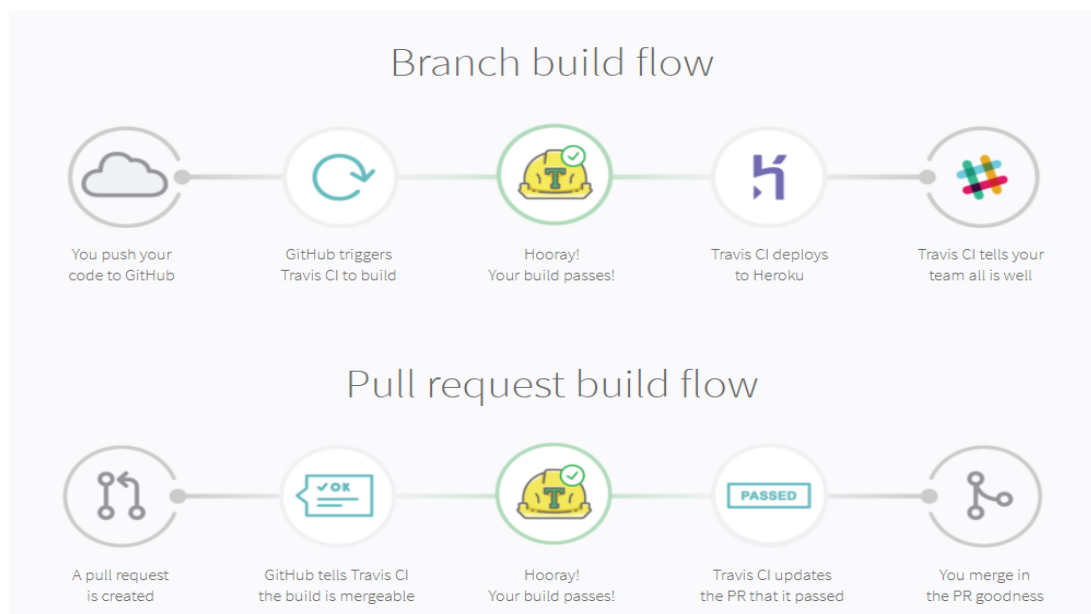 Branch build flow
T
You push your
code to GitHub
GitHub triggers
Travis CI to build
Hooray!
Your build passes!
Travis CI deploys
to Heroku
Travis CI tells your
team all is well
Pull request build flow
OK
T
PASSED
A pull request
is created
GitHub tells Travis CI
the build is mergeable
Hooray!
Your build passes!
Travis CI updates
the PR that it passed
You merge in
the PR goodness